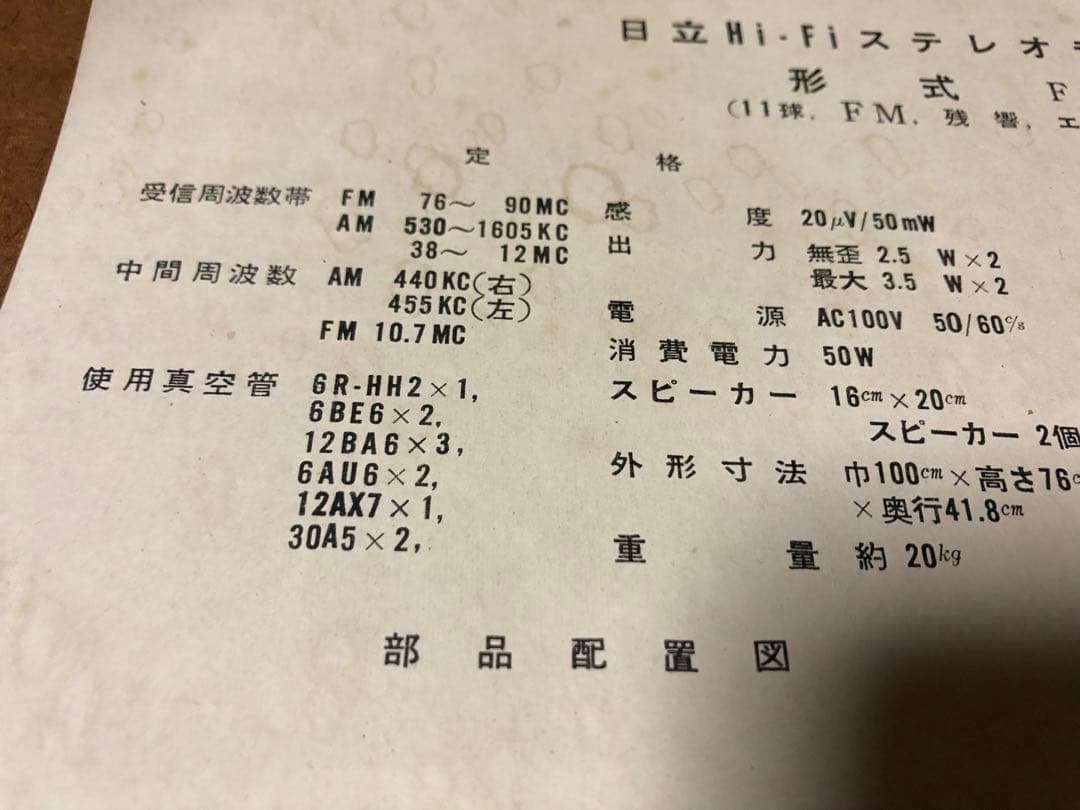 日立Hi-Fiステレオ
形式 F
(11球, FM, 残響, エ
定格
受信周波数帯 FM 76～90MC
AM 530～1605KC
38～12MC
中間周波数 AM 440KC(右)
455KC(左)
FM 10.7MC
使用真空管 6R-HH2×1,
6BE6×2,
12BA6×3,
6AU6×2,
12AX7×1,
30A5×2,
感度 20μV/50mW
出力 無歪 2.5 W×2
最大 3.5 W×2
電源 AC100V 50/60c/s
消費電力 50W
スピーカー 16cm×20cm
スピーカー 2個
外形寸法 巾100cm×高さ76c
×奥行41.8cm
重量 約 20kg
部品配置図